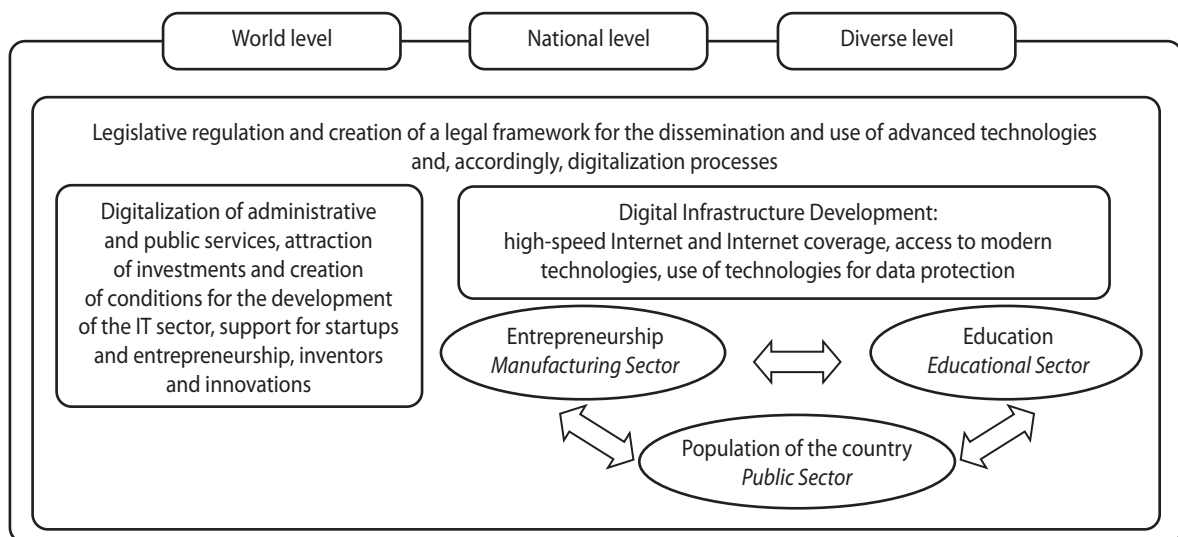 World level
National level
Diverse level
Legislative regulation and creation of a legal framework for the dissemination and use of advanced technologies
and, accordingly, digitalization processes
Digitalization of administrative
and public services, attraction
of investments and creation
of conditions for the development
of the IT sector, support for startups
and entrepreneurship, inventors
and innovations
Digital Infrastructure Development:
high-speed Internet and Internet coverage, access to modern
technologies, use of technologies for data protection
Entrepreneurship
Manufacturing Sector
Education
Educational Sector
Population of the country
Public Sector